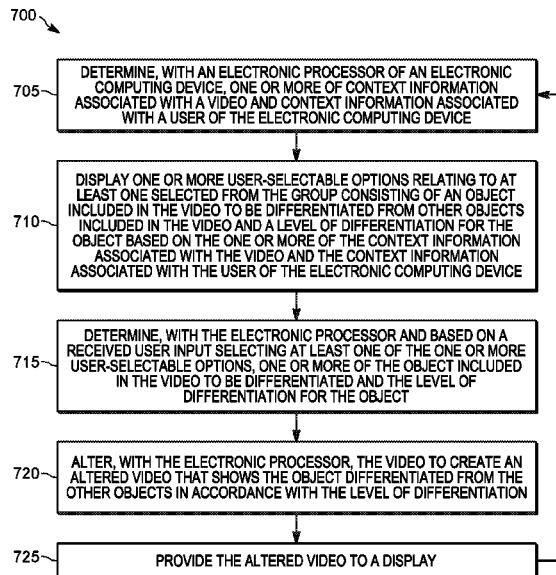 700
705
DETERMINE, WITH AN ELECTRONIC PROCESSOR OF AN ELECTRONIC
COMPUTING DEVICE, ONE OR MORE OF CONTEXT INFORMATION
ASSOCIATED WITH A VIDEO AND CONTEXT INFORMATION ASSOCIATED
WITH A USER OF THE ELECTRONIC COMPUTING DEVICE
710
DISPLAY ONE OR MORE USER-SELECTABLE OPTIONS RELATING TO AT
LEAST ONE SELECTED FROM THE GROUP CONSISTING OF AN OBJECT
INCLUDED IN THE VIDEO TO BE DIFFERENTIATED FROM OTHER OBJECTS
INCLUDED IN THE VIDEO AND A LEVEL OF DIFFERENTIATION FOR THE
OBJECT BASED ON THE ONE OR MORE OF THE CONTEXT INFORMATION
ASSOCIATED WITH THE VIDEO AND THE CONTEXT INFORMATION
ASSOCIATED WITH THE USER OF THE ELECTRONIC COMPUTING DEVICE
715
DETERMINE, WITH THE ELECTRONIC PROCESSOR AND BASED ON A
RECEIVED USER INPUT SELECTING AT LEAST ONE OF THE ONE OR MORE
USER-SELECTABLE OPTIONS, ONE OR MORE OF THE OBJECT INCLUDED
IN THE VIDEO TO BE DIFFERENTIATED AND THE LEVEL OF
DIFFERENTIATION FOR THE OBJECT
720
ALTER, WITH THE ELECTRONIC PROCESSOR, THE VIDEO TO CREATE AN
ALTERED VIDEO THAT SHOWS THE OBJECT DIFFERENTIATED FROM THE
OTHER OBJECTS IN ACCORDANCE WITH THE LEVEL OF DIFFERENTIATION
725
PROVIDE THE ALTERED VIDEO TO A DISPLAY